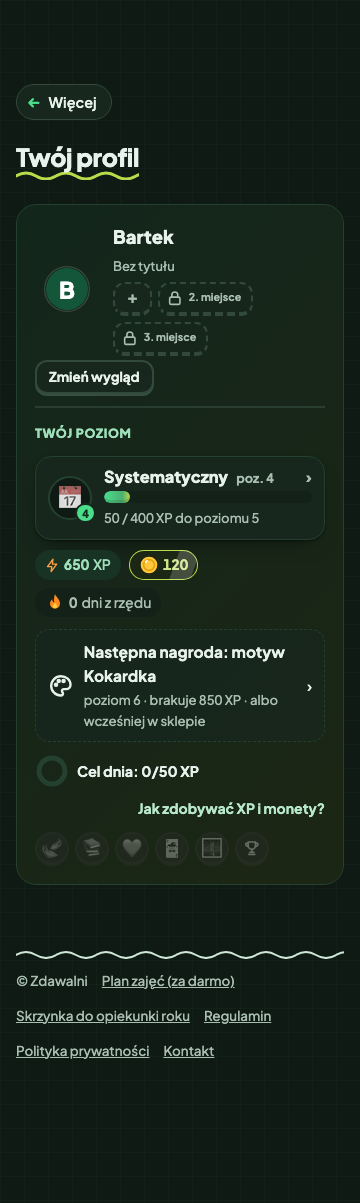 Więcej
Twój profil
Bartek
Bez tytułu
B
+
2. miejsce
3. miejsce
Zmień wygląd
TWÓJ POZIOM
Systematyczny poz. 4
17
4
50 / 400 XP do poziomu 5
650 XP
120
0 dni z rzędu
Następna nagroda: motyw
Kokardka
poziom 6 · brakuje 850 XP · albo
wcześniej w sklepie
Cel dnia: 0/50 XP
Jak zdobywać XP i monety?
© Zdawalni Plan zajęć (za darmo)
Skrzynka do opiekunki roku Regulamin
Polityka prywatności Kontakt